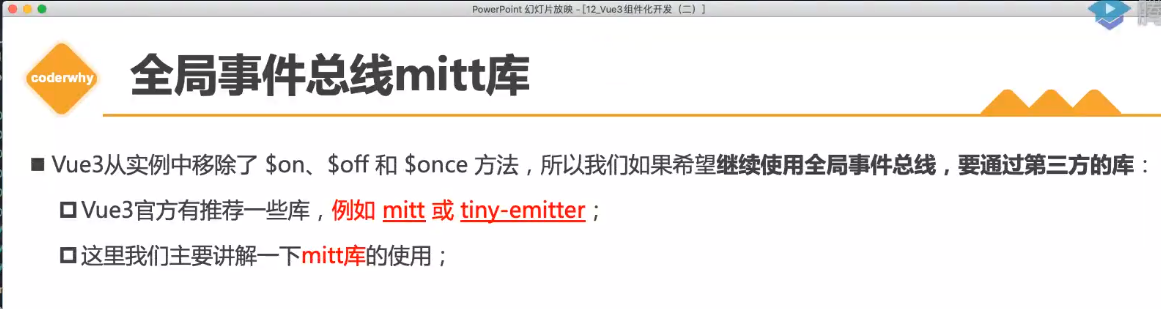 PowerPoint 幻灯片放映 - [12_Vue3组件化开发（二）]
coderwhy
全局事件总线mitt库
Vue3从实例中移除了 $on、$off 和 $once 方法，所以我们如果希望继续使用全局事件总线，要通过第三方的库：
Vue3官方有推荐一些库，例如 mitt 或 tiny-emitter；
这里我们主要讲解一下mitt库的使用；